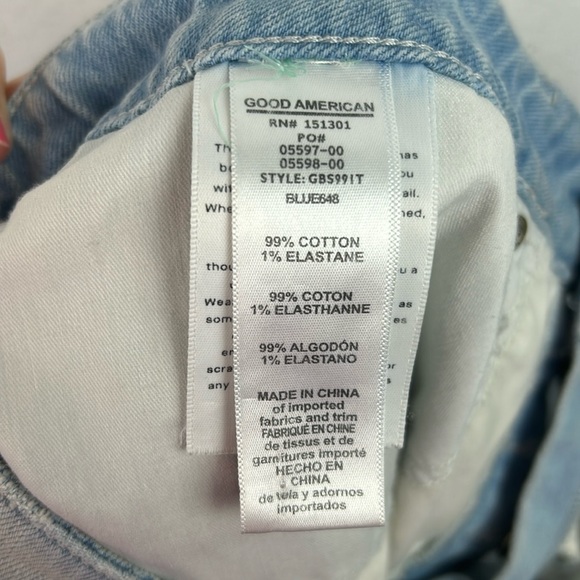 GOOD AMERICAN
RN# 151301
PO#
05597-00
05598-00
STYLE: GBS991T
BLUE648
99% COTTON
1% ELASTANE
99% COTON
1% ELASTHANNE
99% ALGODÓN
1% ELASTANO
MADE IN CHINA
of imported
fabrics and trim
FABRIQUÉ EN CHINE
de tissus et de
garnitures importé
HECHO EN
CHINA
de tela y adornos
importados
any